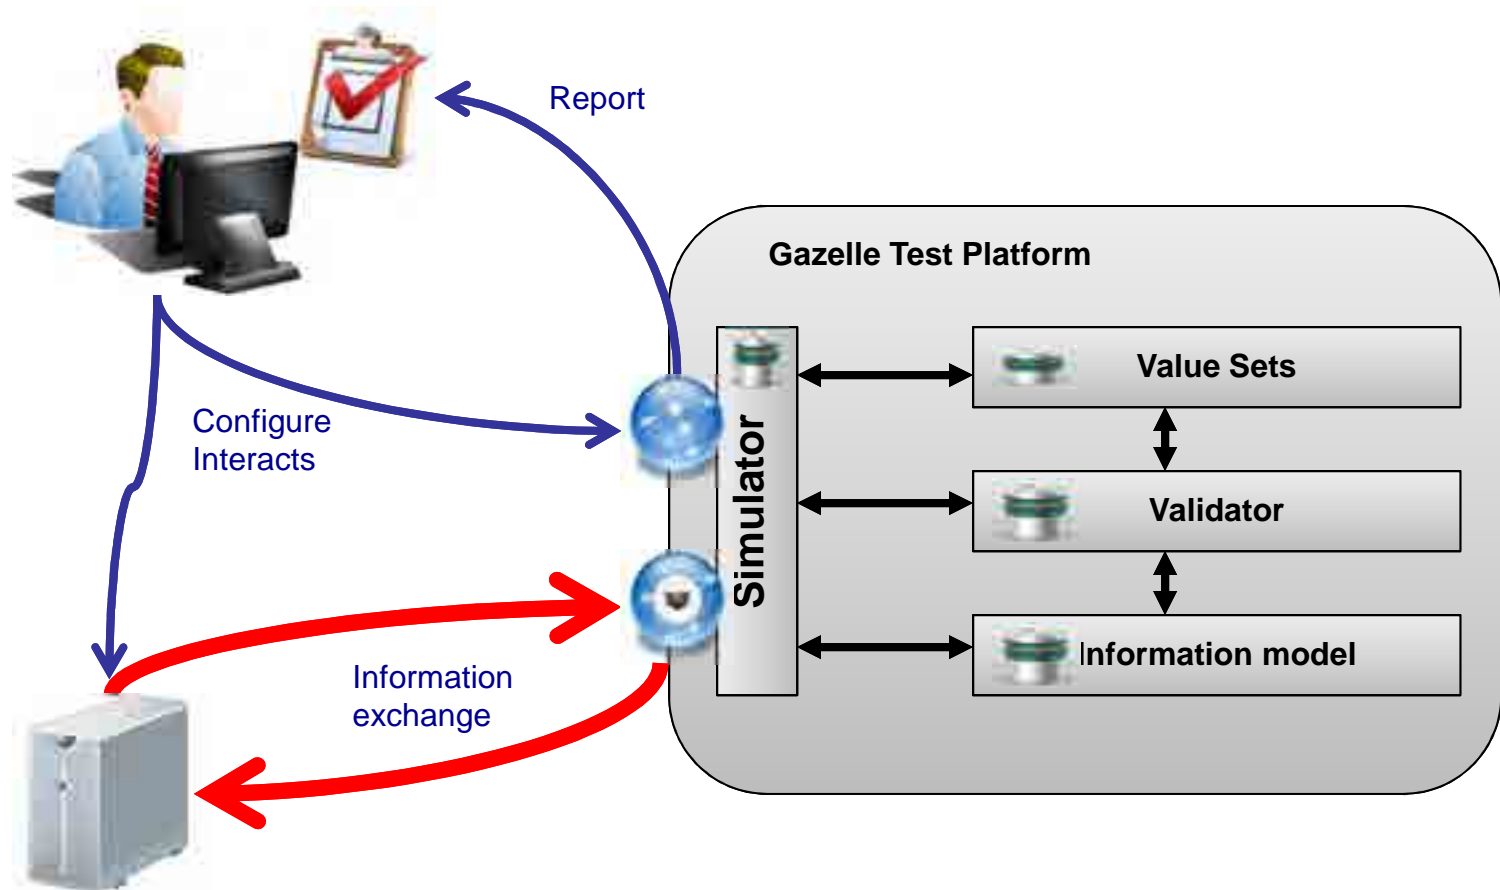 Report
Gazelle Test Platform
Value Sets
Configure
Interacts
Simulator
Validator
Information
exchange
Information model